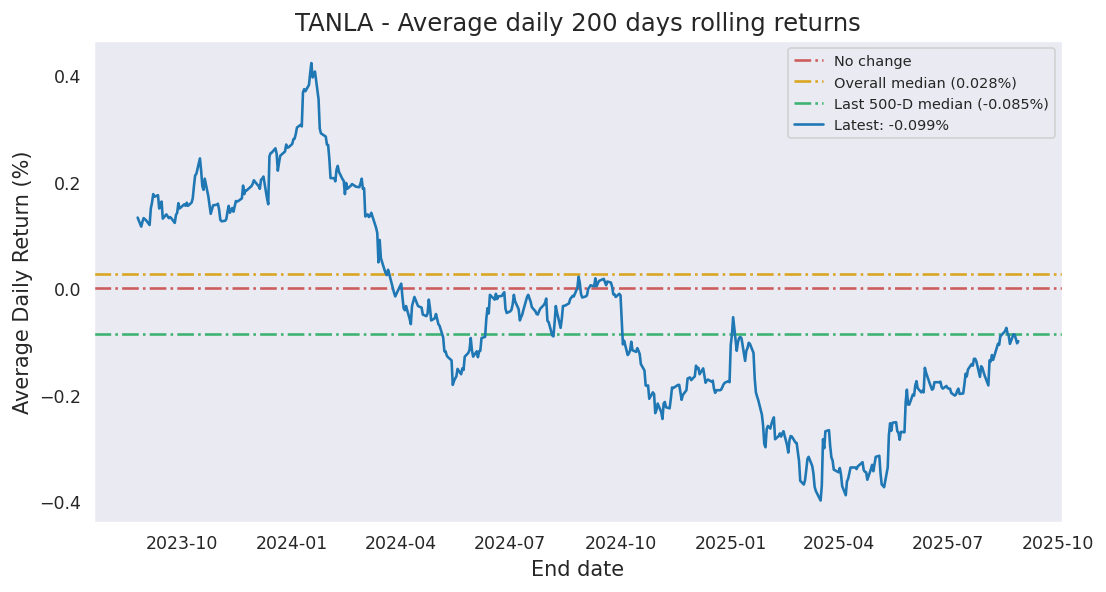 TANLA - Average daily 200 days rolling returns
No change
Overall median (0.028%)
Last 500-D median (-0.085%)
Latest: -0.099%
Average Daily Return (%)
0.4
0.2
0.0
−0.2
−0.4
2023-10 2024-01 2024-04 2024-07 2024-10 2025-01 2025-04 2025-07 2025-10
End date